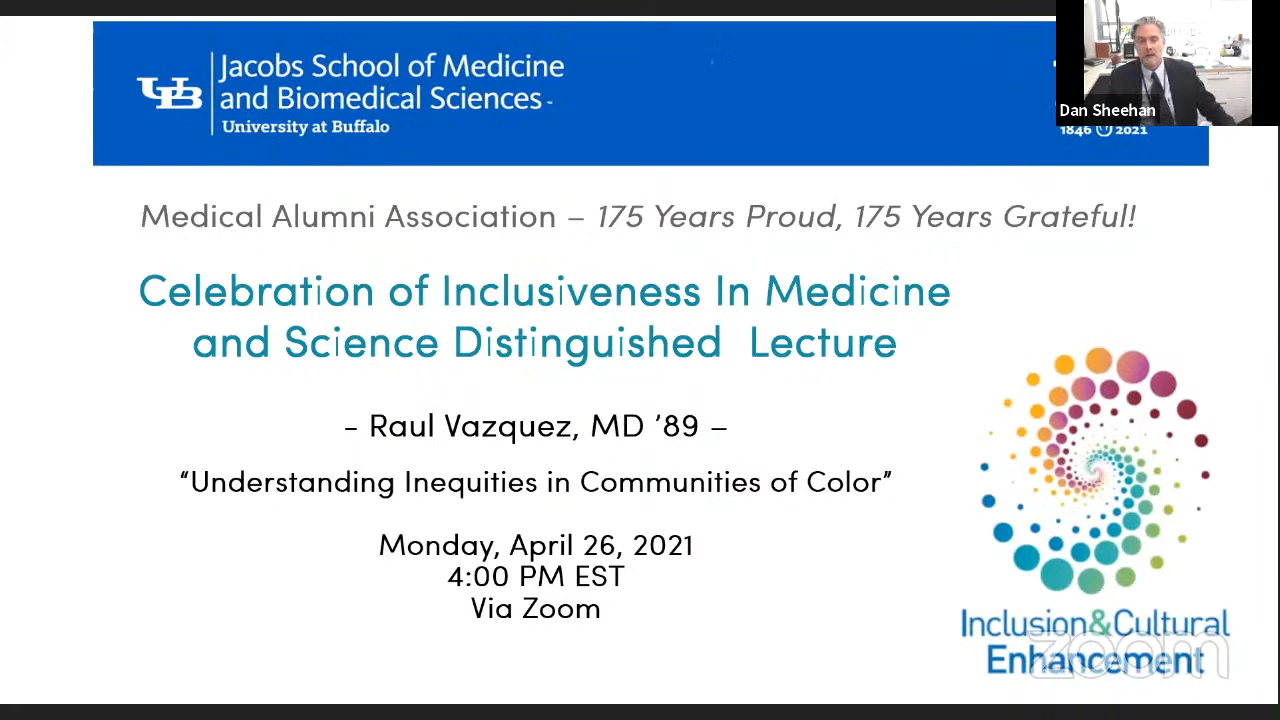 UB
Jacobs School of Medicine
and Biomedical Sciences -
University at Buffalo
Dan Sheehan
1846 2021
Medical Alumni Association – 175 Years Proud, 175 Years Grateful!
Celebration of Inclusiveness In Medicine
and Science Distinguished Lecture
- Raul Vazquez, MD ’89 –
“Understanding Inequities in Communities of Color”
Monday, April 26, 2021
4:00 PM EST
Via Zoom
Inclusion&Cultural
Enhancement
zoom